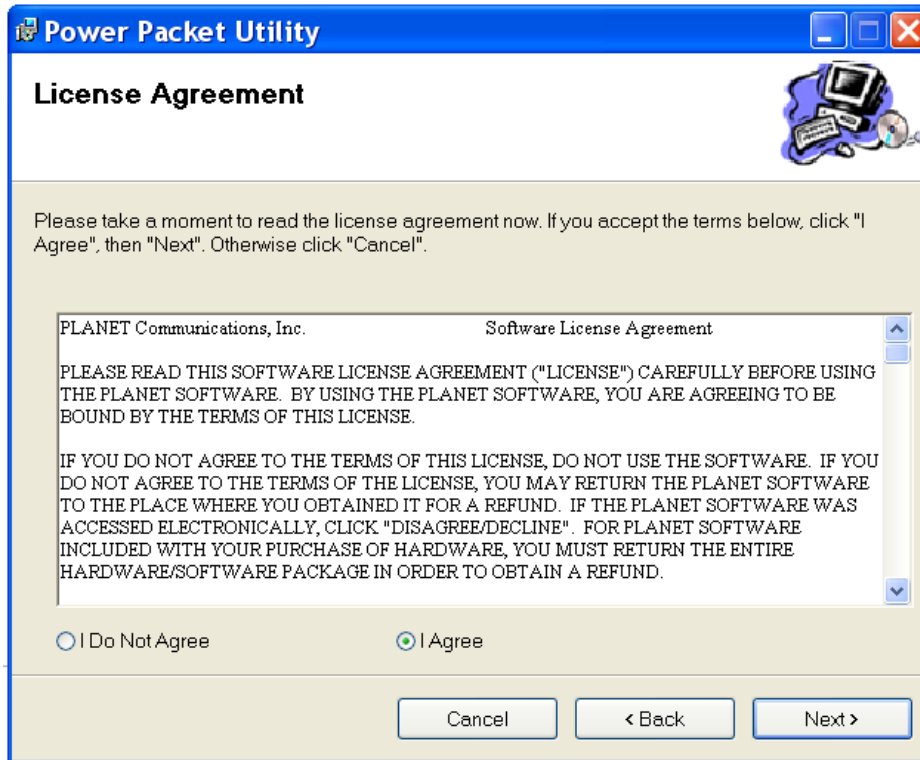 Power Packet Utility
License Agreement
Please take a moment to read the license agreement now. If you accept the terms below, click "I
Agree", then "Next". Otherwise click "Cancel".
PLANET Communications, Inc. Software License Agreement
PLEASE READ THIS SOFTWARE LICENSE AGREEMENT ("LICENSE") CAREFULLY BEFORE USING
THE PLANET SOFTWARE. BY USING THE PLANET SOFTWARE, YOU ARE AGREEING TO BE
BOUND BY THE TERMS OF THIS LICENSE.
IF YOU DO NOT AGREE TO THE TERMS OF THIS LICENSE, DO NOT USE THE SOFTWARE. IF YOU
DO NOT AGREE TO THE TERMS OF THE LICENSE, YOU MAY RETURN THE PLANET SOFTWARE
TO THE PLACE WHERE YOU OBTAINED IT FOR A REFUND. IF THE PLANET SOFTWARE WAS
ACCESSED ELECTRONICALLY, CLICK "DISAGREE/DECLINE". FOR PLANET SOFTWARE
INCLUDED WITH YOUR PURCHASE OF HARDWARE, YOU MUST RETURN THE ENTIRE
HARDWARE/SOFTWARE PACKAGE IN ORDER TO OBTAIN A REFUND.
I Do Not Agree I Agree
Cancel < Back Next >